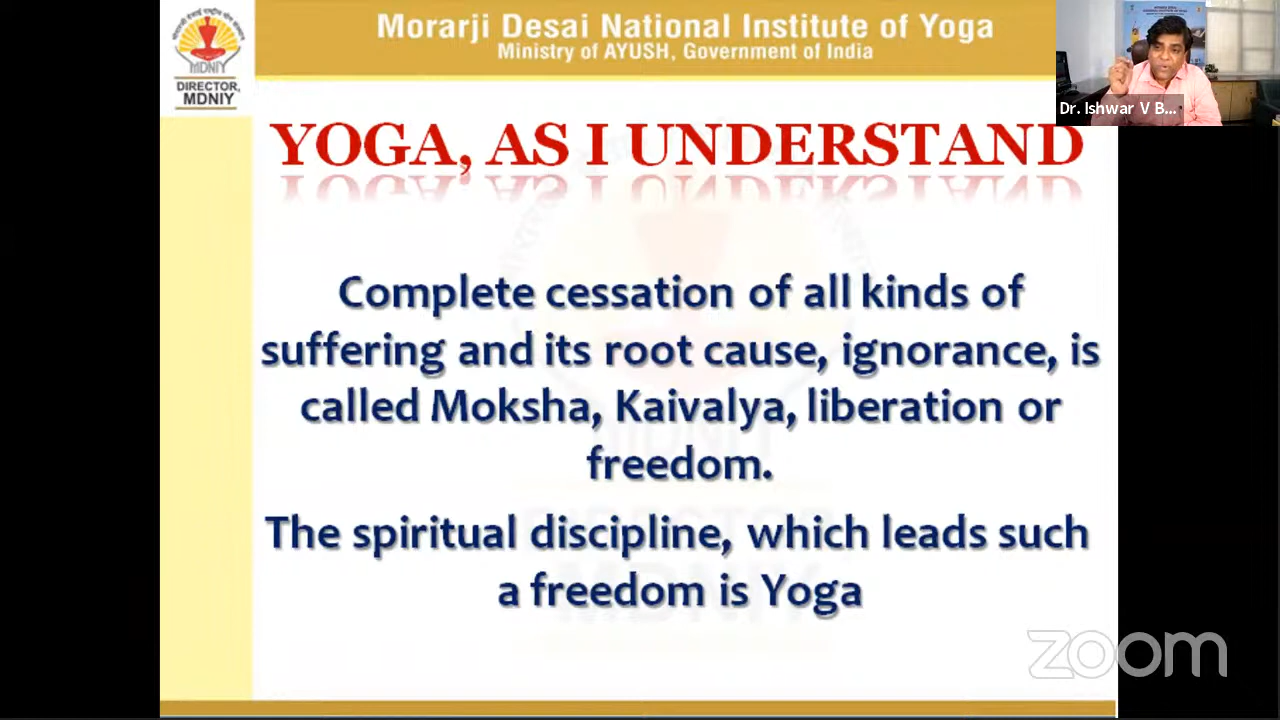 Morarji Desai National Institute of Yoga
Ministry of AYUSH, Government of India
MDNIY
DIRECTOR,
MDNIY
Dr. Ishwar V B...
YOGA, AS I UNDERSTAND
Complete cessation of all kinds of
suffering and its root cause, ignorance, is
called Moksha, Kaivalya, liberation or
freedom.
The spiritual discipline, which leads such
a freedom is Yoga
zoom